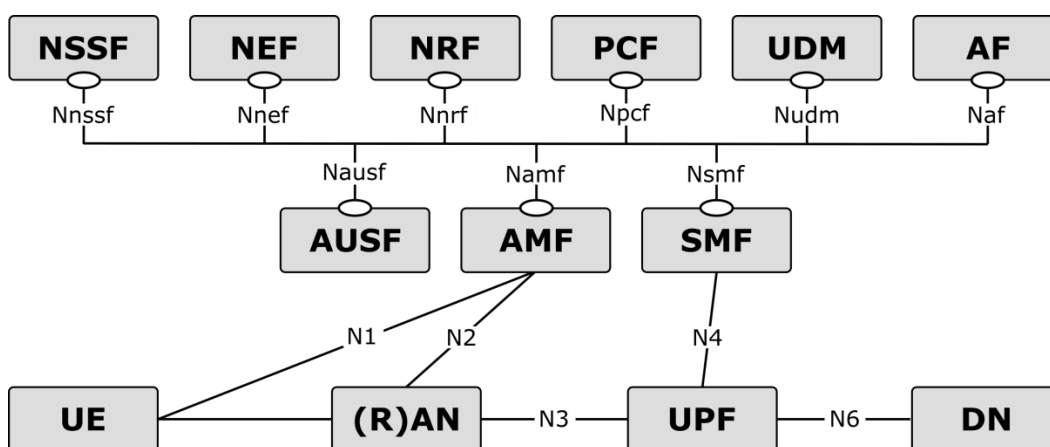 NSSF NEF NRF PCF UDM AF
Nnssf Nnef Nnrf Npcf Nudm Naf
Nausf Namf Nsmf
AUSF AMF SMF
N1 N2 N4
UE (R)AN N3 UPF N6 DN